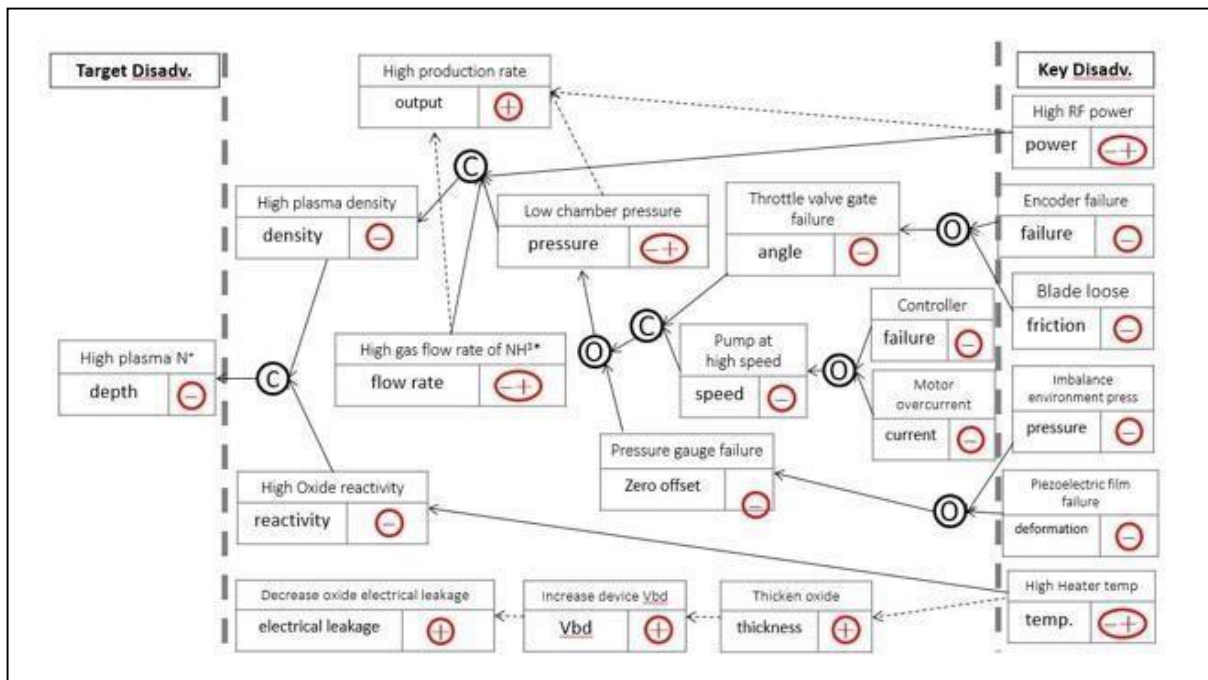 Target Disadv.
High production rate
output
+
Key Disadv.
High RF power
power
-+
C
High plasma density
density
-
Low chamber pressure
pressure
-+
Throttle valve gate
failure
angle
-
O
Encoder failure
failure
-
Blade loose
friction
-
High plasma N⁺
depth
-
C
High gas flow rate of NH³*
flow rate
-+
O
C
Pump at
high speed
speed
-
O
Controller
failure
-
Motor
overcurrent
current
-
Imbalance
environment press
pressure
-
Pressure gauge failure
Zero offset
-
O
Piezoelectric film
failure
deformation
-
High Oxide reactivity
reactivity
-
Decrease oxide electrical leakage
electrical leakage
+
Increase device Vbd
Vbd
+
Thicken oxide
thickness
+
High Heater temp
temp.
-+